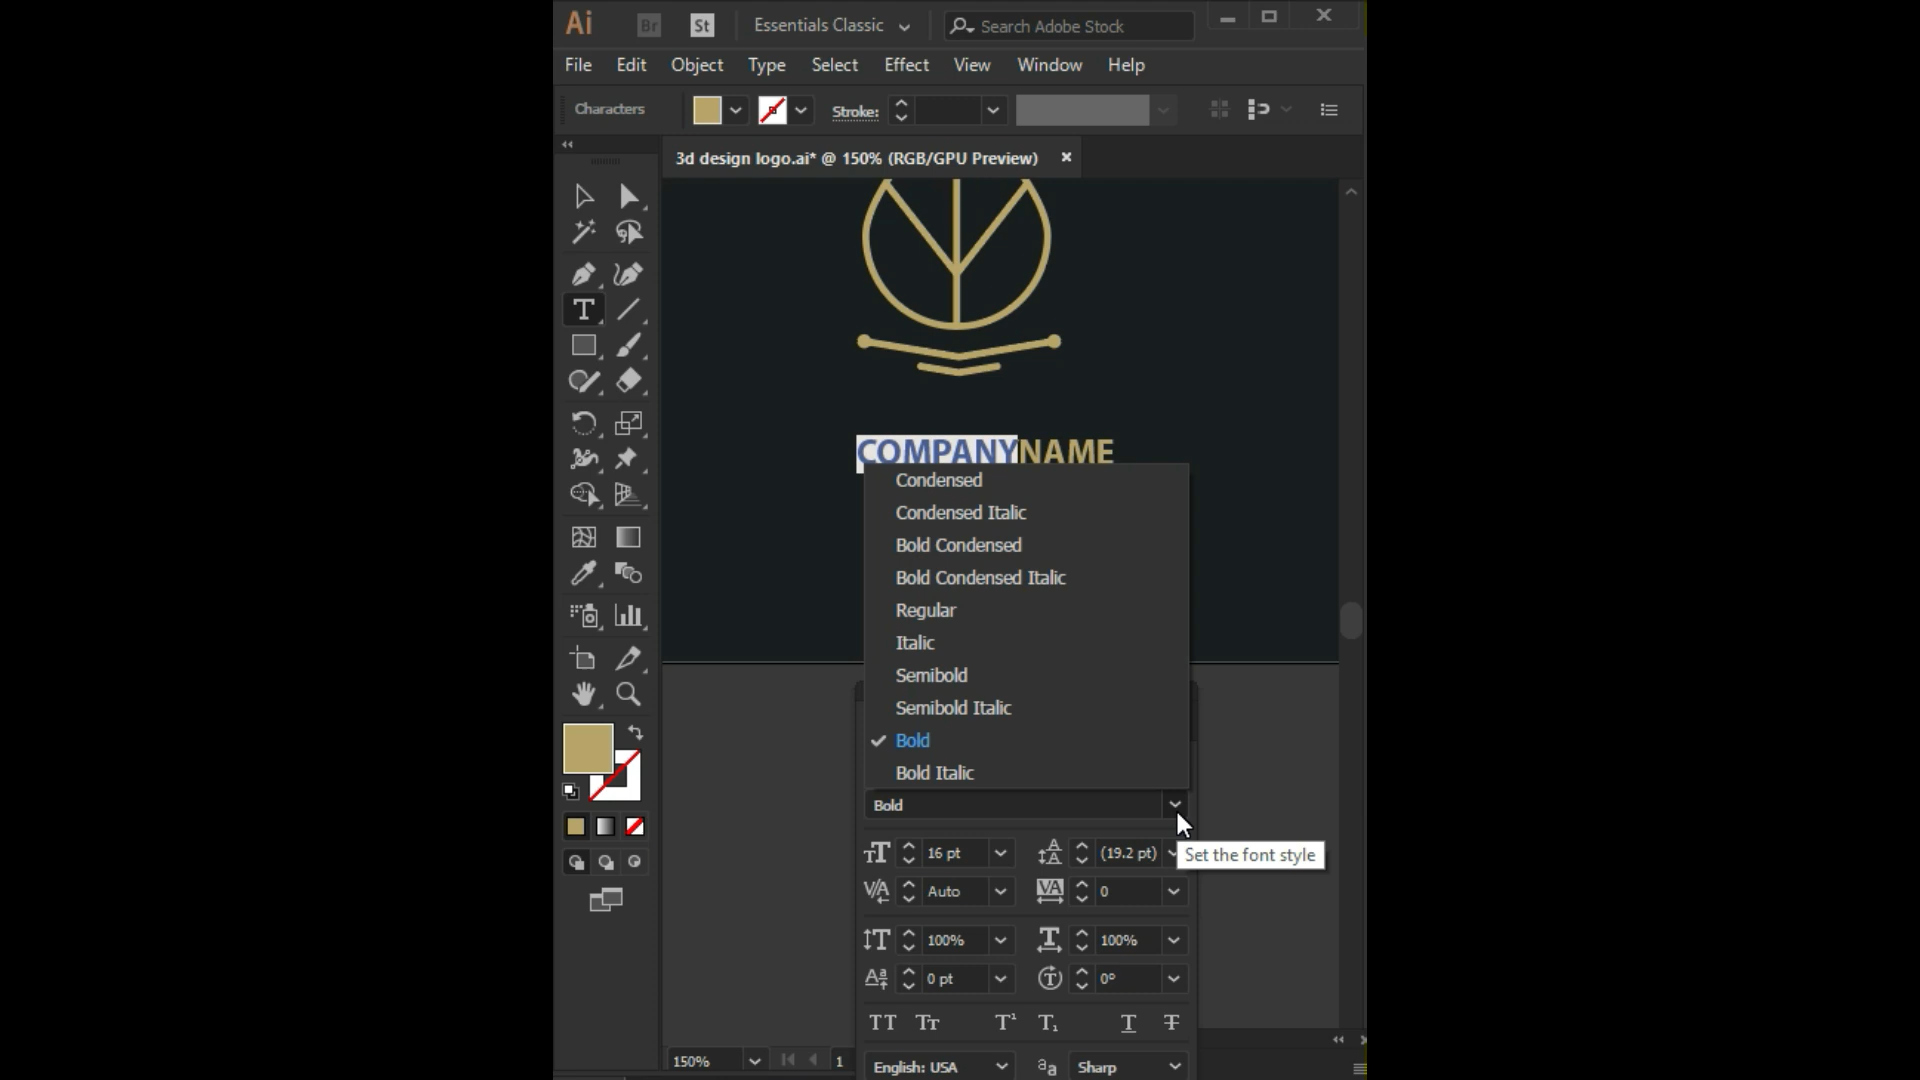 Ai Br St Essentials Classic Search Adobe Stock
File Edit Object Type Select Effect View Window Help
Characters Stroke:
3d design logo.ai* @ 150% (RGB/GPU Preview)
COMPANYNAME
Condensed
Condensed Italic
Bold Condensed
Bold Condensed Italic
Regular
Italic
Semibold
Semibold Italic
Bold
Bold Italic
Bold
16 pt (19.2 pt)
Set the font style
Auto 0
100% 100%
0 pt 0°
150% 1 English: USA Sharp